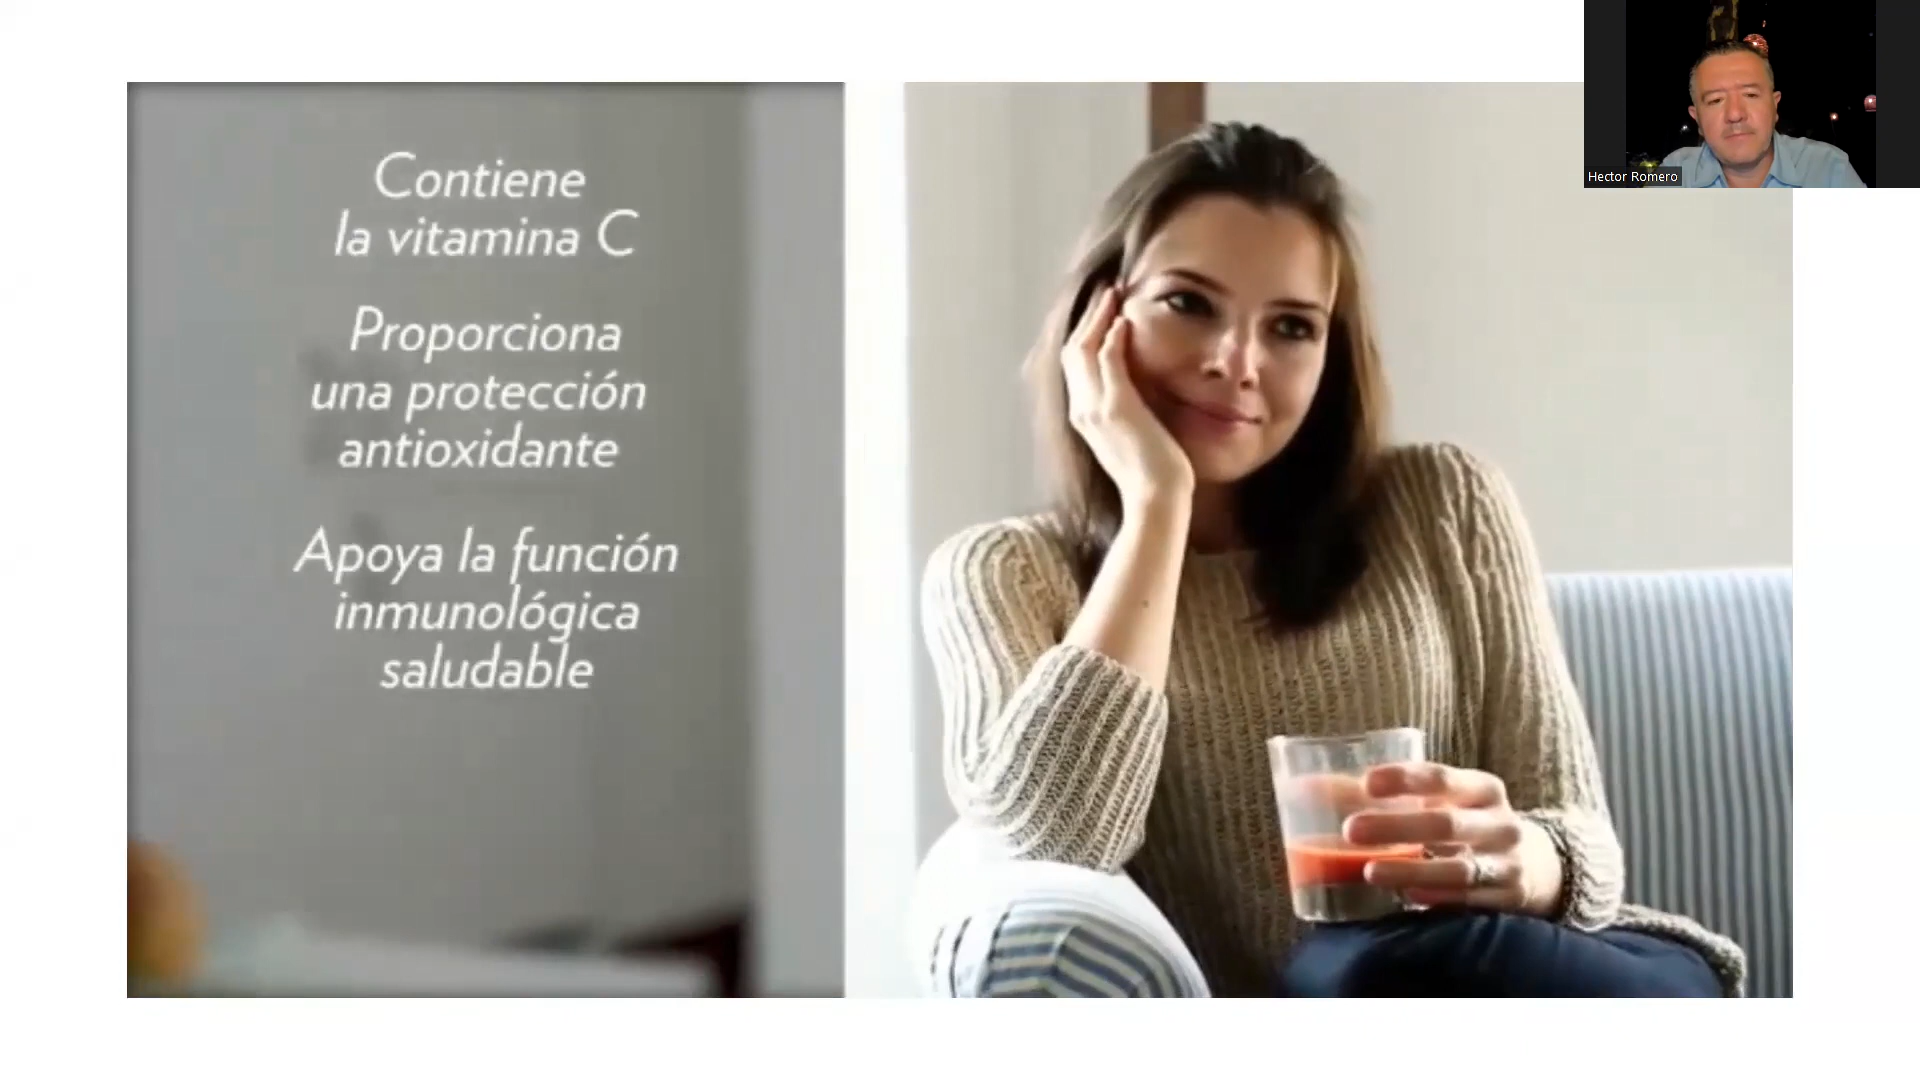 Contiene
la vitamina C
Proporciona
una protección
antioxidante
Apoya la función
inmunológica
saludable
Hector Romero